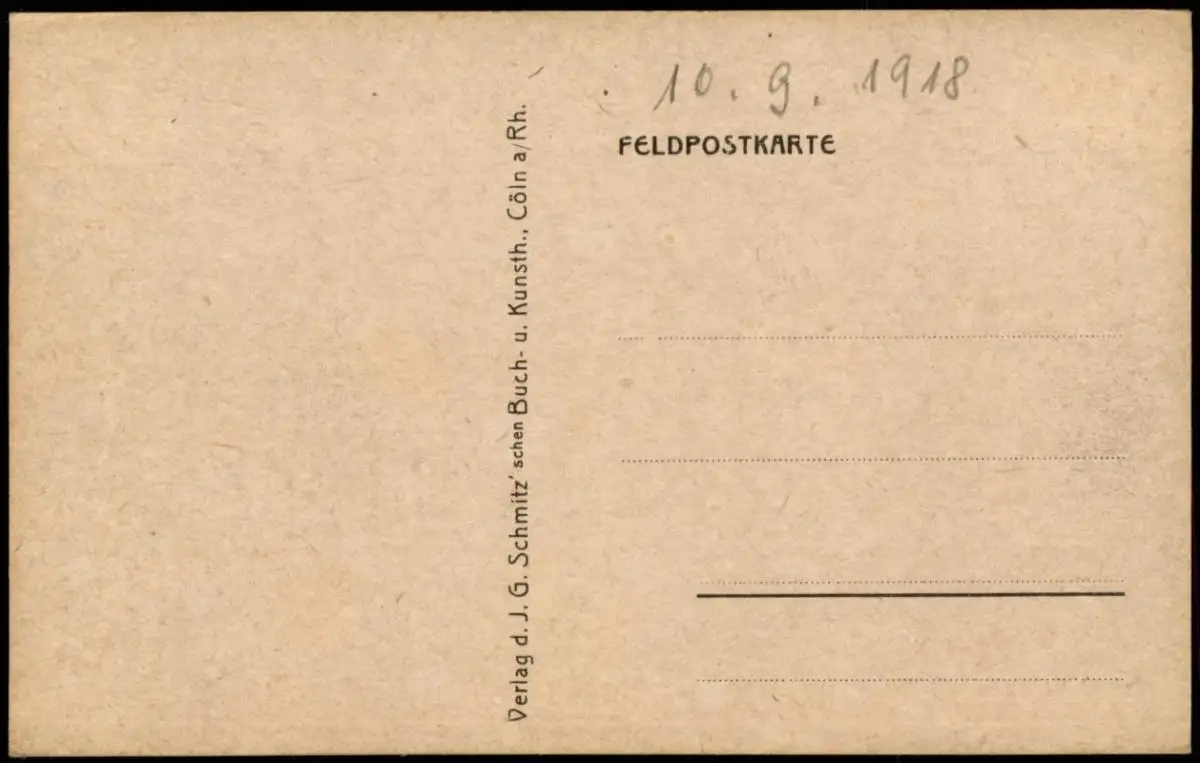 10. 9. 1918
FELDPOSTKARTE
Verlag d. J. G. Schmitz' schen Buch- u. Kunsth., Cöln a/Rh.